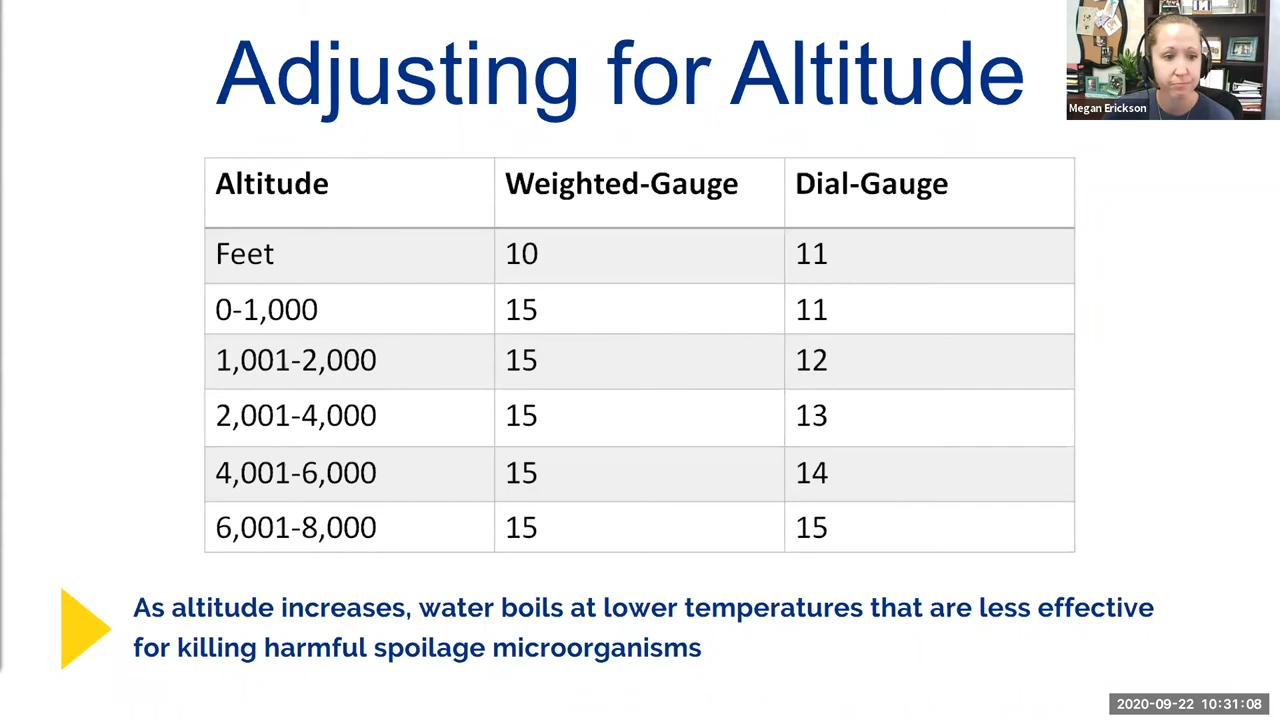 Adjusting for Altitude
Megan Erickson
Altitude Weighted-Gauge Dial-Gauge
Feet 10 11
0-1,000 15 11
1,001-2,000 15 12
2,001-4,000 15 13
4,001-6,000 15 14
6,001-8,000 15 15
As altitude increases, water boils at lower temperatures that are less effective
for killing harmful spoilage microorganisms
2020-09-22 10:31:08